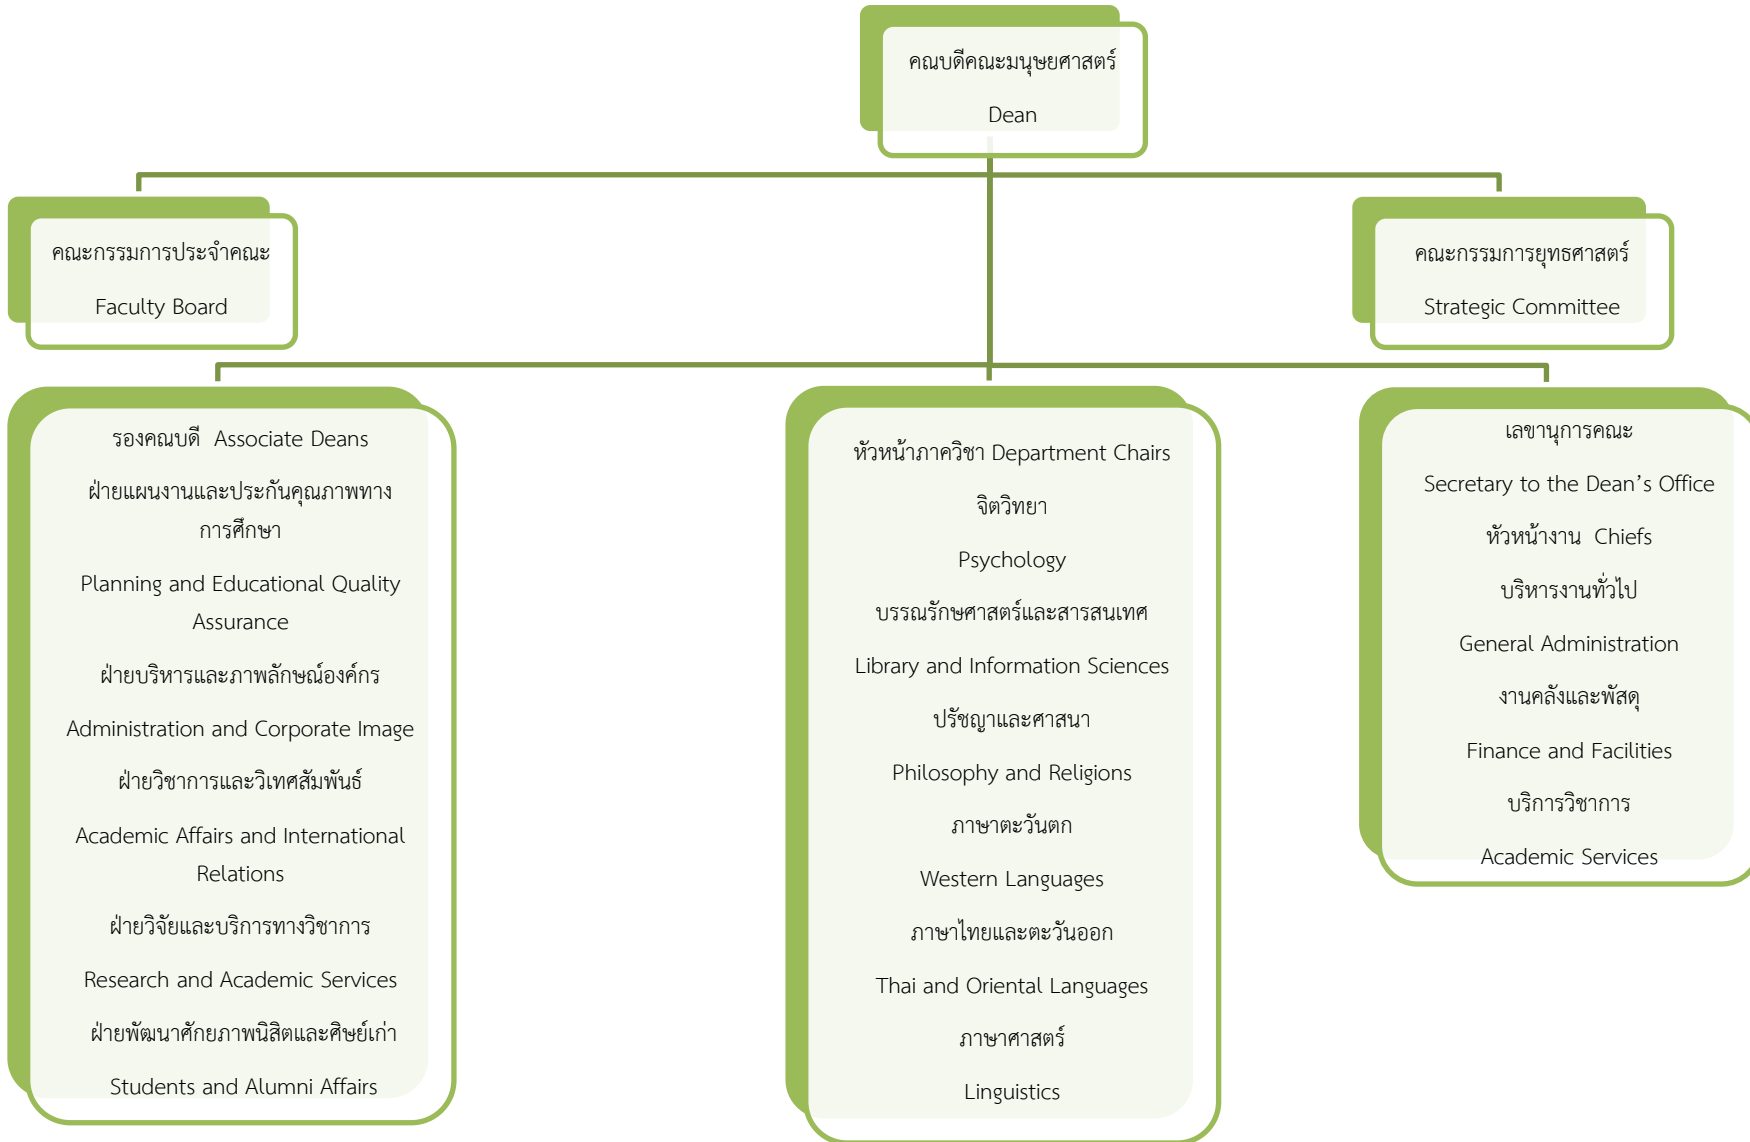 คณบดีคณะมนุษยศาสตร์
Dean
คณะกรรมการประจำคณะ
Faculty Board
คณะกรรมการยุทธศาสตร์
Strategic Committee
รองคณบดี Associate Deans
ฝ่ายแผนงานและประกันคุณภาพทาง
การศึกษา
Planning and Educational Quality
Assurance
ฝ่ายบริหารและภาพลักษณ์องค์กร
Administration and Corporate Image
ฝ่ายวิชาการและวิเทศสัมพันธ์
Academic Affairs and International
Relations
ฝ่ายวิจัยและบริการทางวิชาการ
Research and Academic Services
ฝ่ายพัฒนาศักยภาพนิสิตและศิษย์เก่า
Students and Alumni Affairs
หัวหน้าภาควิชา Department Chairs
จิตวิทยา
Psychology
บรรณรักษศาสตร์และสารสนเทศ
Library and Information Sciences
ปรัชญาและศาสนา
Philosophy and Religions
ภาษาตะวันตก
Western Languages
ภาษาไทยและตะวันออก
Thai and Oriental Languages
ภาษาศาสตร์
Linguistics
เลขานุการคณะ
Secretary to the Dean’s Office
หัวหน้างาน Chiefs
บริหารงานทั่วไป
General Administration
งานคลังและพัสดุ
Finance and Facilities
บริการวิชาการ
Academic Services